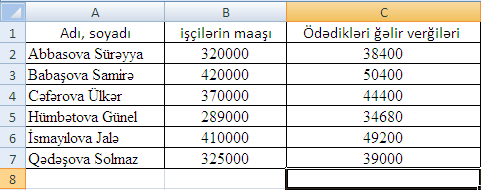 A B C
1 Adı, soyadı işçilərin maaşı Ödədikləri gəlir verğiləri
2 Abbasova Sürəyya 320000 38400
3 Babaşova Samirə 420000 50400
4 Cəfərova Ülkər 370000 44400
5 Hümbətova Günel 289000 34680
6 İsmayılova Jalə 410000 49200
7 Qədəşova Solmaz 325000 39000
8